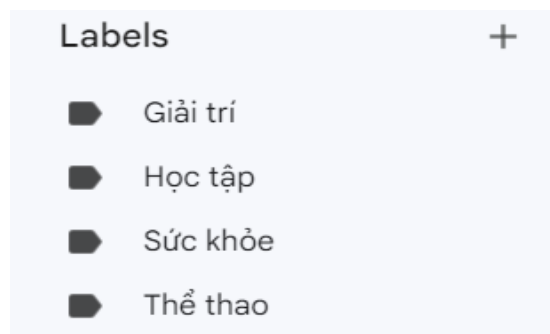 Labels +
Giải trí
Học tập
Sức khỏe
Thể thao